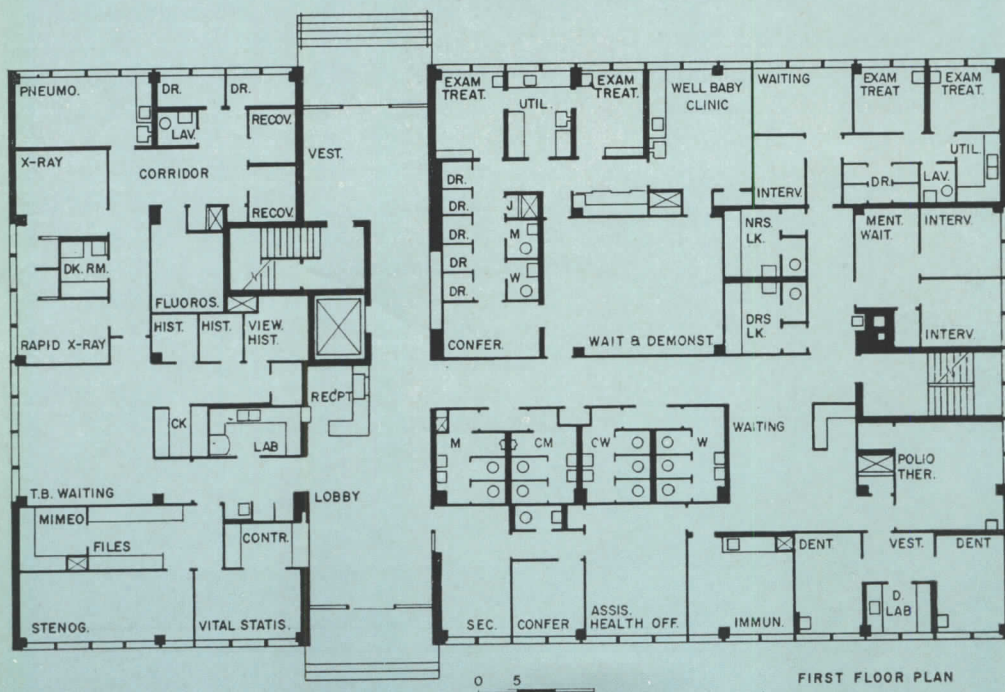 PNEUMO.
DR.
DR.
LAV.
RECOV.
X-RAY
CORRIDOR
RECOV.
DK. RM.
FLUOROS.
RAPID X-RAY
HIST.
HIST.
VIEW.
HIST.
VEST.
RECPT.
CK
LAB
T.B. WAITING
LOBBY
MIMEO
FILES
CONTR.
STENOG.
VITAL STATIS.
EXAM
TREAT.
UTIL.
EXAM
TREAT.
WELL BABY
CLINIC
WAITING
EXAM
TREAT
EXAM
TREAT.
UTIL.
DR.
DR.
DR.
DR
DR.
J
M
W
INTERV.
DR.
LAV.
NRS.
LK.
MENT.
WAIT.
INTERV.
DRS
LK.
INTERV.
CONFER.
WAIT & DEMONST.
M
CM
CW
W
WAITING
POLIO
THER.
SEC.
CONFER
ASSIS.
HEALTH OFF.
IMMUN.
DENT.
VEST.
DENT
D.
LAB
0 5
FIRST FLOOR PLAN